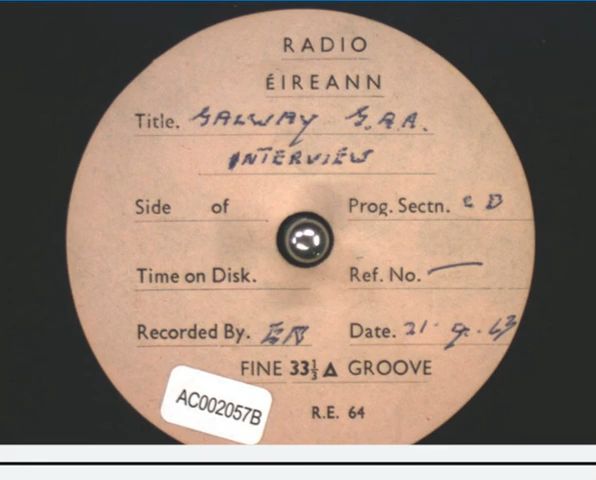 RADIO
ÉIREANN
Title. GALWAY G.A.A.
INTERVIEW
Side of Prog. Sectn. C B
Time on Disk. Ref. No. —
Recorded By. Date. 21. 9. 63
FINE 33⅓ ▲ GROOVE
AC002057B R.E. 64